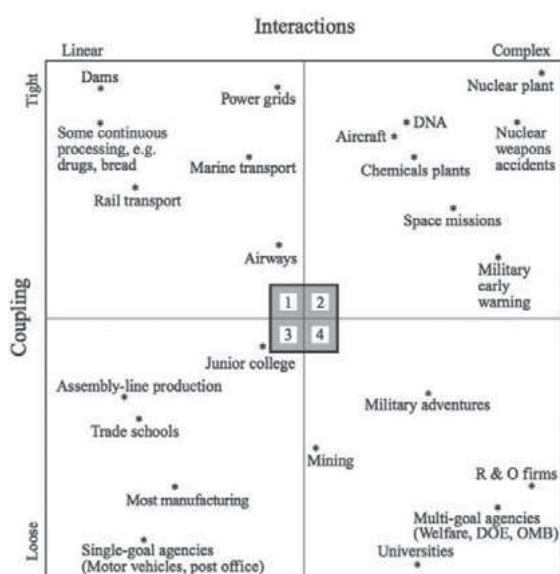 Interactions
Linear
Complex
Coupling
Tight
Loose
Dams
Some continuous
processing, e.g.
drugs, bread
Rail transport
Power grids
Marine transport
Airways
Nuclear plant
DNA
Aircraft
Chemicals plants
Nuclear
weapons
accidents
Space missions
Military
early
warning
1
2
3
4
Junior college
Assembly-line production
Trade schools
Most manufacturing
Single-goal agencies
(Motor vehicles, post office)
Military adventures
Mining
R & O firms
Multi-goal agencies
(Welfare, DOE, OMB)
Universities